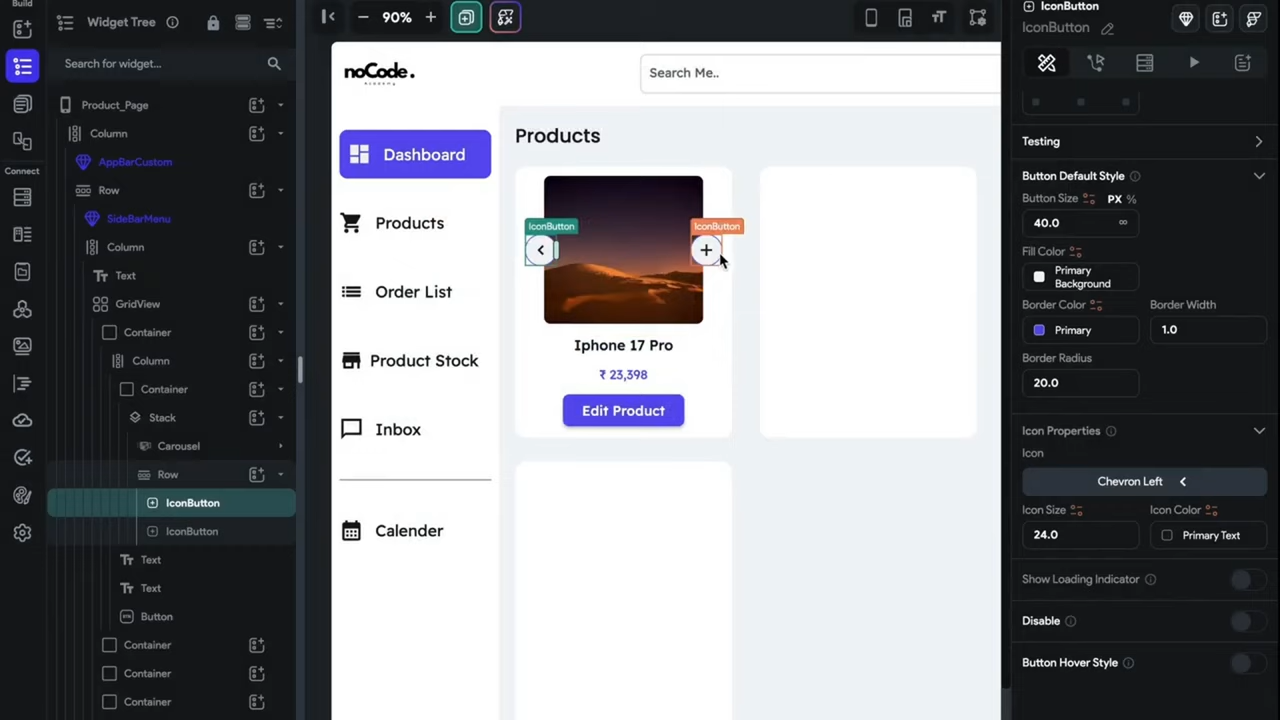 Build
Widget Tree
Search for widget...
Product_Page
Column
AppBarCustom
Row
Connect
SideBarMenu
Column
Text
GridView
Container
Column
Container
Stack
Carousel
Row
IconButton
IconButton
Text
Text
Button
Container
Container
Container
90%
noCode.
Academy
Search Me..
Dashboard
Products
Order List
Product Stock
Inbox
Calender
Products
IconButton
IconButton
Iphone 17 Pro
₹ 23,398
Edit Product
IconButton
IconButton
Testing
Button Default Style
Button Size PX %
40.0 ∞
Fill Color
Primary
Background
Border Color Border Width
Primary 1.0
Border Radius
20.0
Icon Properties
Icon
Chevron Left
Icon Size Icon Color
24.0 Primary Text
Show Loading Indicator
Disable
Button Hover Style